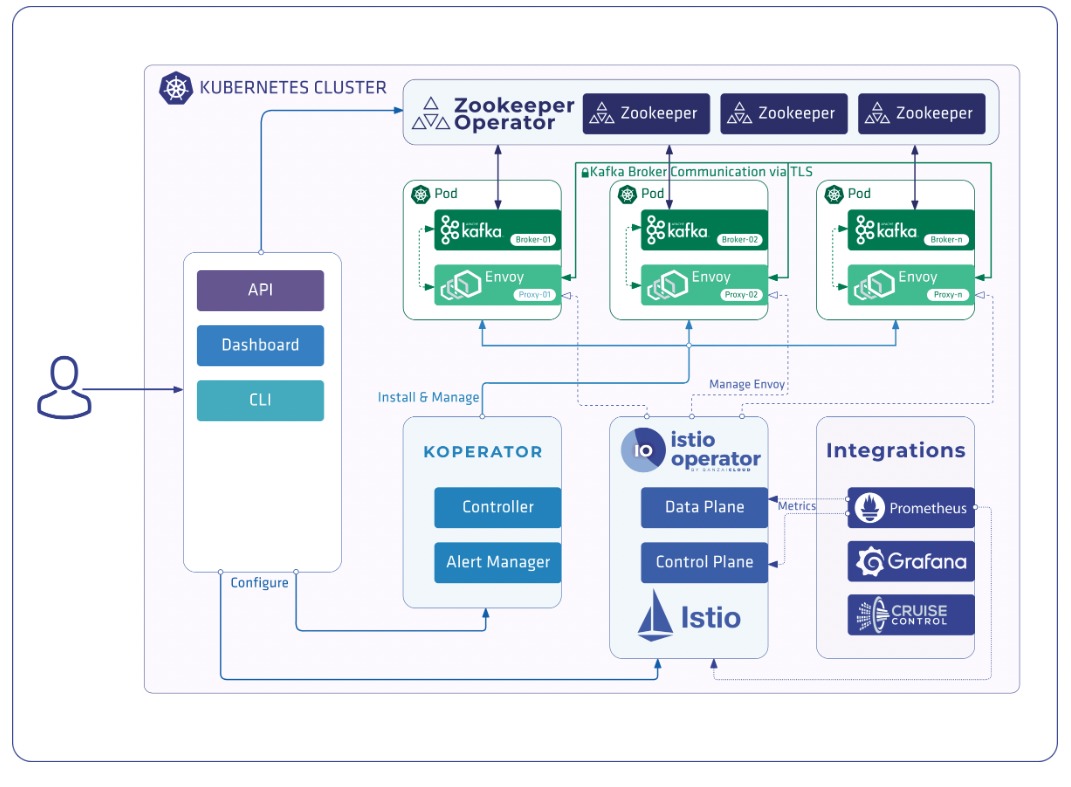 KUBERNETES CLUSTER
Zookeeper
Operator
Zookeeper
Zookeeper
Zookeeper
Kafka Broker Communication via TLS
Pod
kafka
Broker-01
Envoy
Proxy-01
Pod
kafka
Broker-02
Envoy
Proxy-02
Pod
kafka
Broker-n
Envoy
Proxy-n
API
Dashboard
CLI
Configure
Install & Manage
Manage Envoy
KOPERATOR
Controller
Alert Manager
IO
istio
operator
BY BANZAICLOUD
Data Plane
Control Plane
Istio
Metrics
Integrations
Prometheus
Grafana
CRUISE
CONTROL